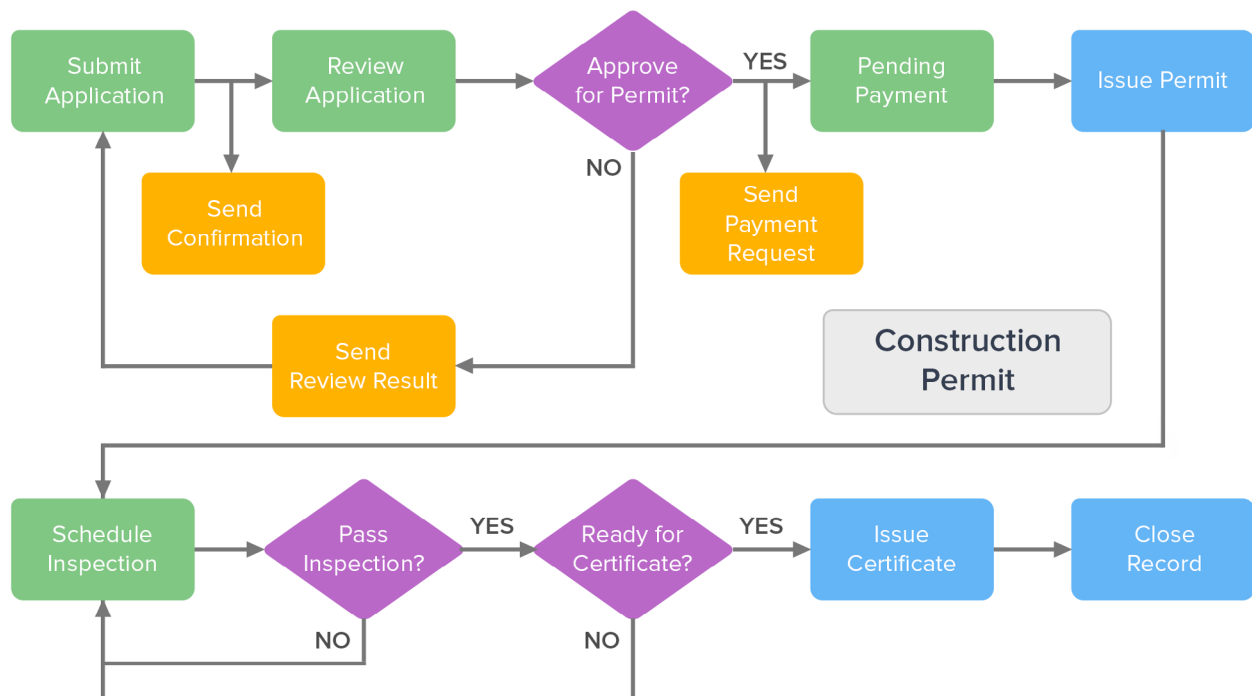 Submit
Application
Review
Application
Approve
for Permit?
YES
Pending
Payment
Issue Permit
NO
Send
Confirmation
Send
Payment
Request
Send
Review Result
Construction
Permit
Schedule
Inspection
Pass
Inspection?
YES
Ready for
Certificate?
YES
Issue
Certificate
Close
Record
NO
NO